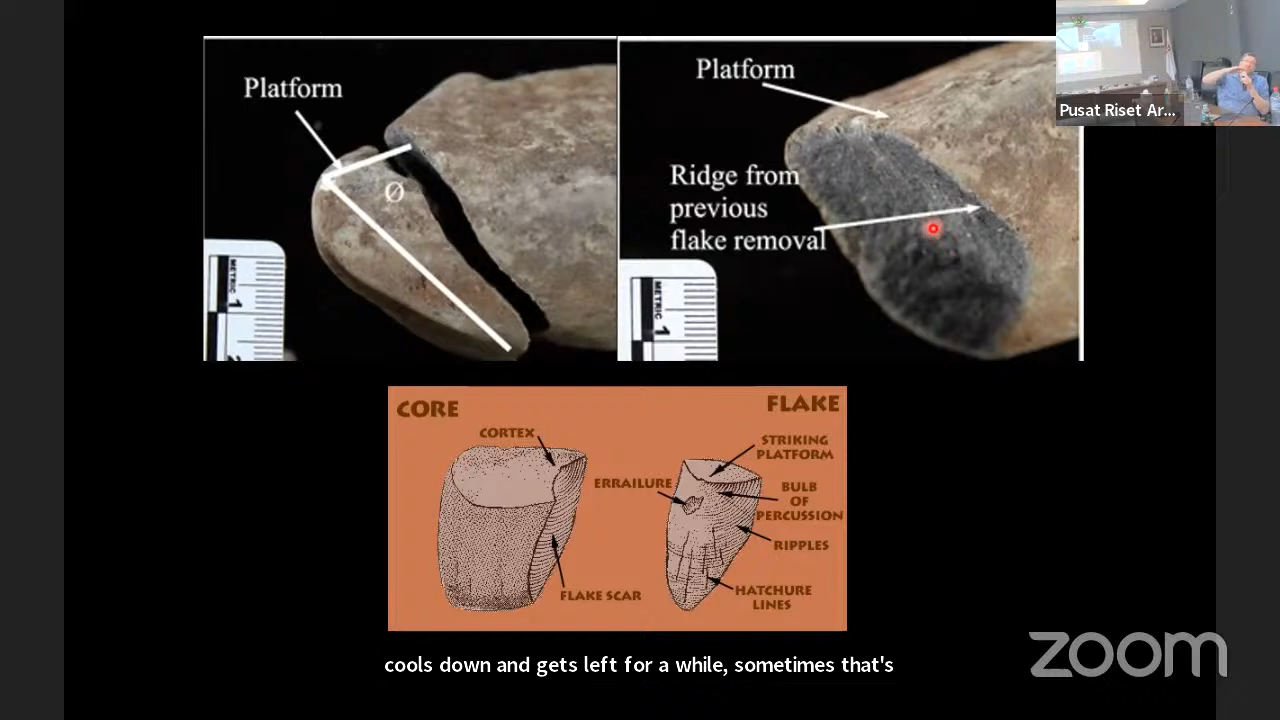 Platform
Ø
METRIC
1
Platform
Ridge from
previous
flake removal
METRIC
1
Pusat Riset Ar...
CORE
FLAKE
CORTEX
STRIKING
PLATFORM
ERRAILURE
BULB
OF
PERCUSSION
RIPPLES
HATCHURE
LINES
FLAKE SCAR
cools down and gets left for a while, sometimes that's
zoom